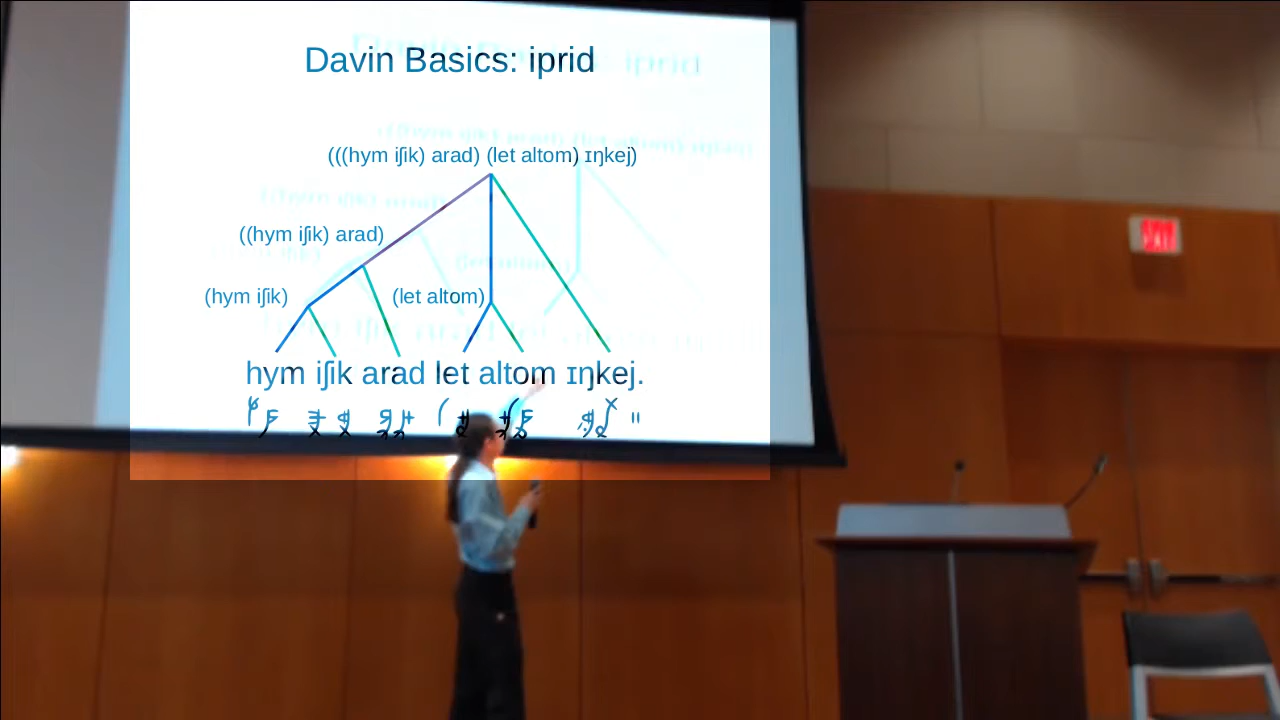 Davin Basics: iprid
(((hym iʃik) arad) (let altom) ɪŋkej)
((hym iʃik) arad)
(hym iʃik) (let altom)
hym iʃik arad let altom ɪŋkej.
EXIT